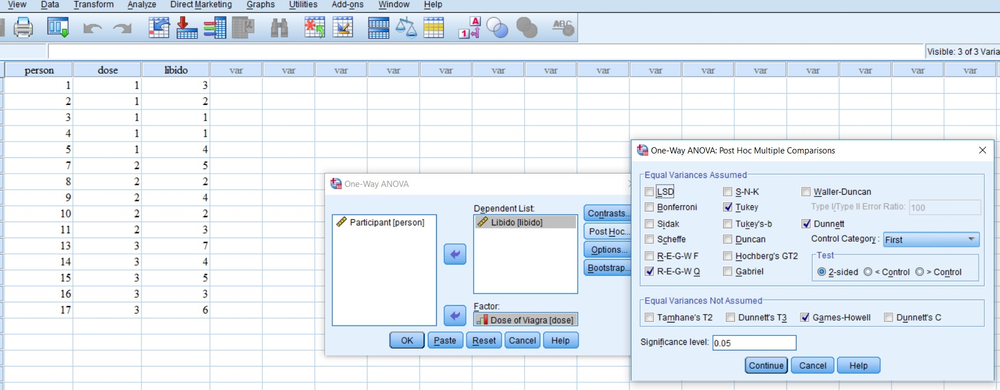 View Data Transform Analyze Direct Marketing Graphs Utilities Add-ons Window Help
A
1
ABC
Visible: 3 of 3 Varia
person dose libido var var var var var var var var var var var var var var var
1 1 3
2 1 2
3 1 1
4 1 1
5 1 4
7 2 5
8 2 2
9 2 4
10 2 2
11 2 3
13 3 7
14 3 4
15 3 5
16 3 3
17 3 6
One-Way ANOVA
Participant [person]
Dependent List:
Libido [libido]
Factor:
Dose of Viagra [dose]
Contrasts...
Post Hoc...
Options...
Bootstrap...
OK Paste Reset Cancel Help
One-Way ANOVA: Post Hoc Multiple Comparisons
Equal Variances Assumed
LSD S-N-K Waller-Duncan
Bonferroni Tukey Type I/Type II Error Ratio: 100
Sidak Tukey's-b Dunnett
Scheffe Duncan Control Category : First
R-E-G-W F Hochberg's GT2 Test
R-E-G-W Q Gabriel 2-sided < Control > Control
Equal Variances Not Assumed
Tamhane's T2 Dunnett's T3 Games-Howell Dunnett's C
Significance level: 0.05
Continue Cancel Help